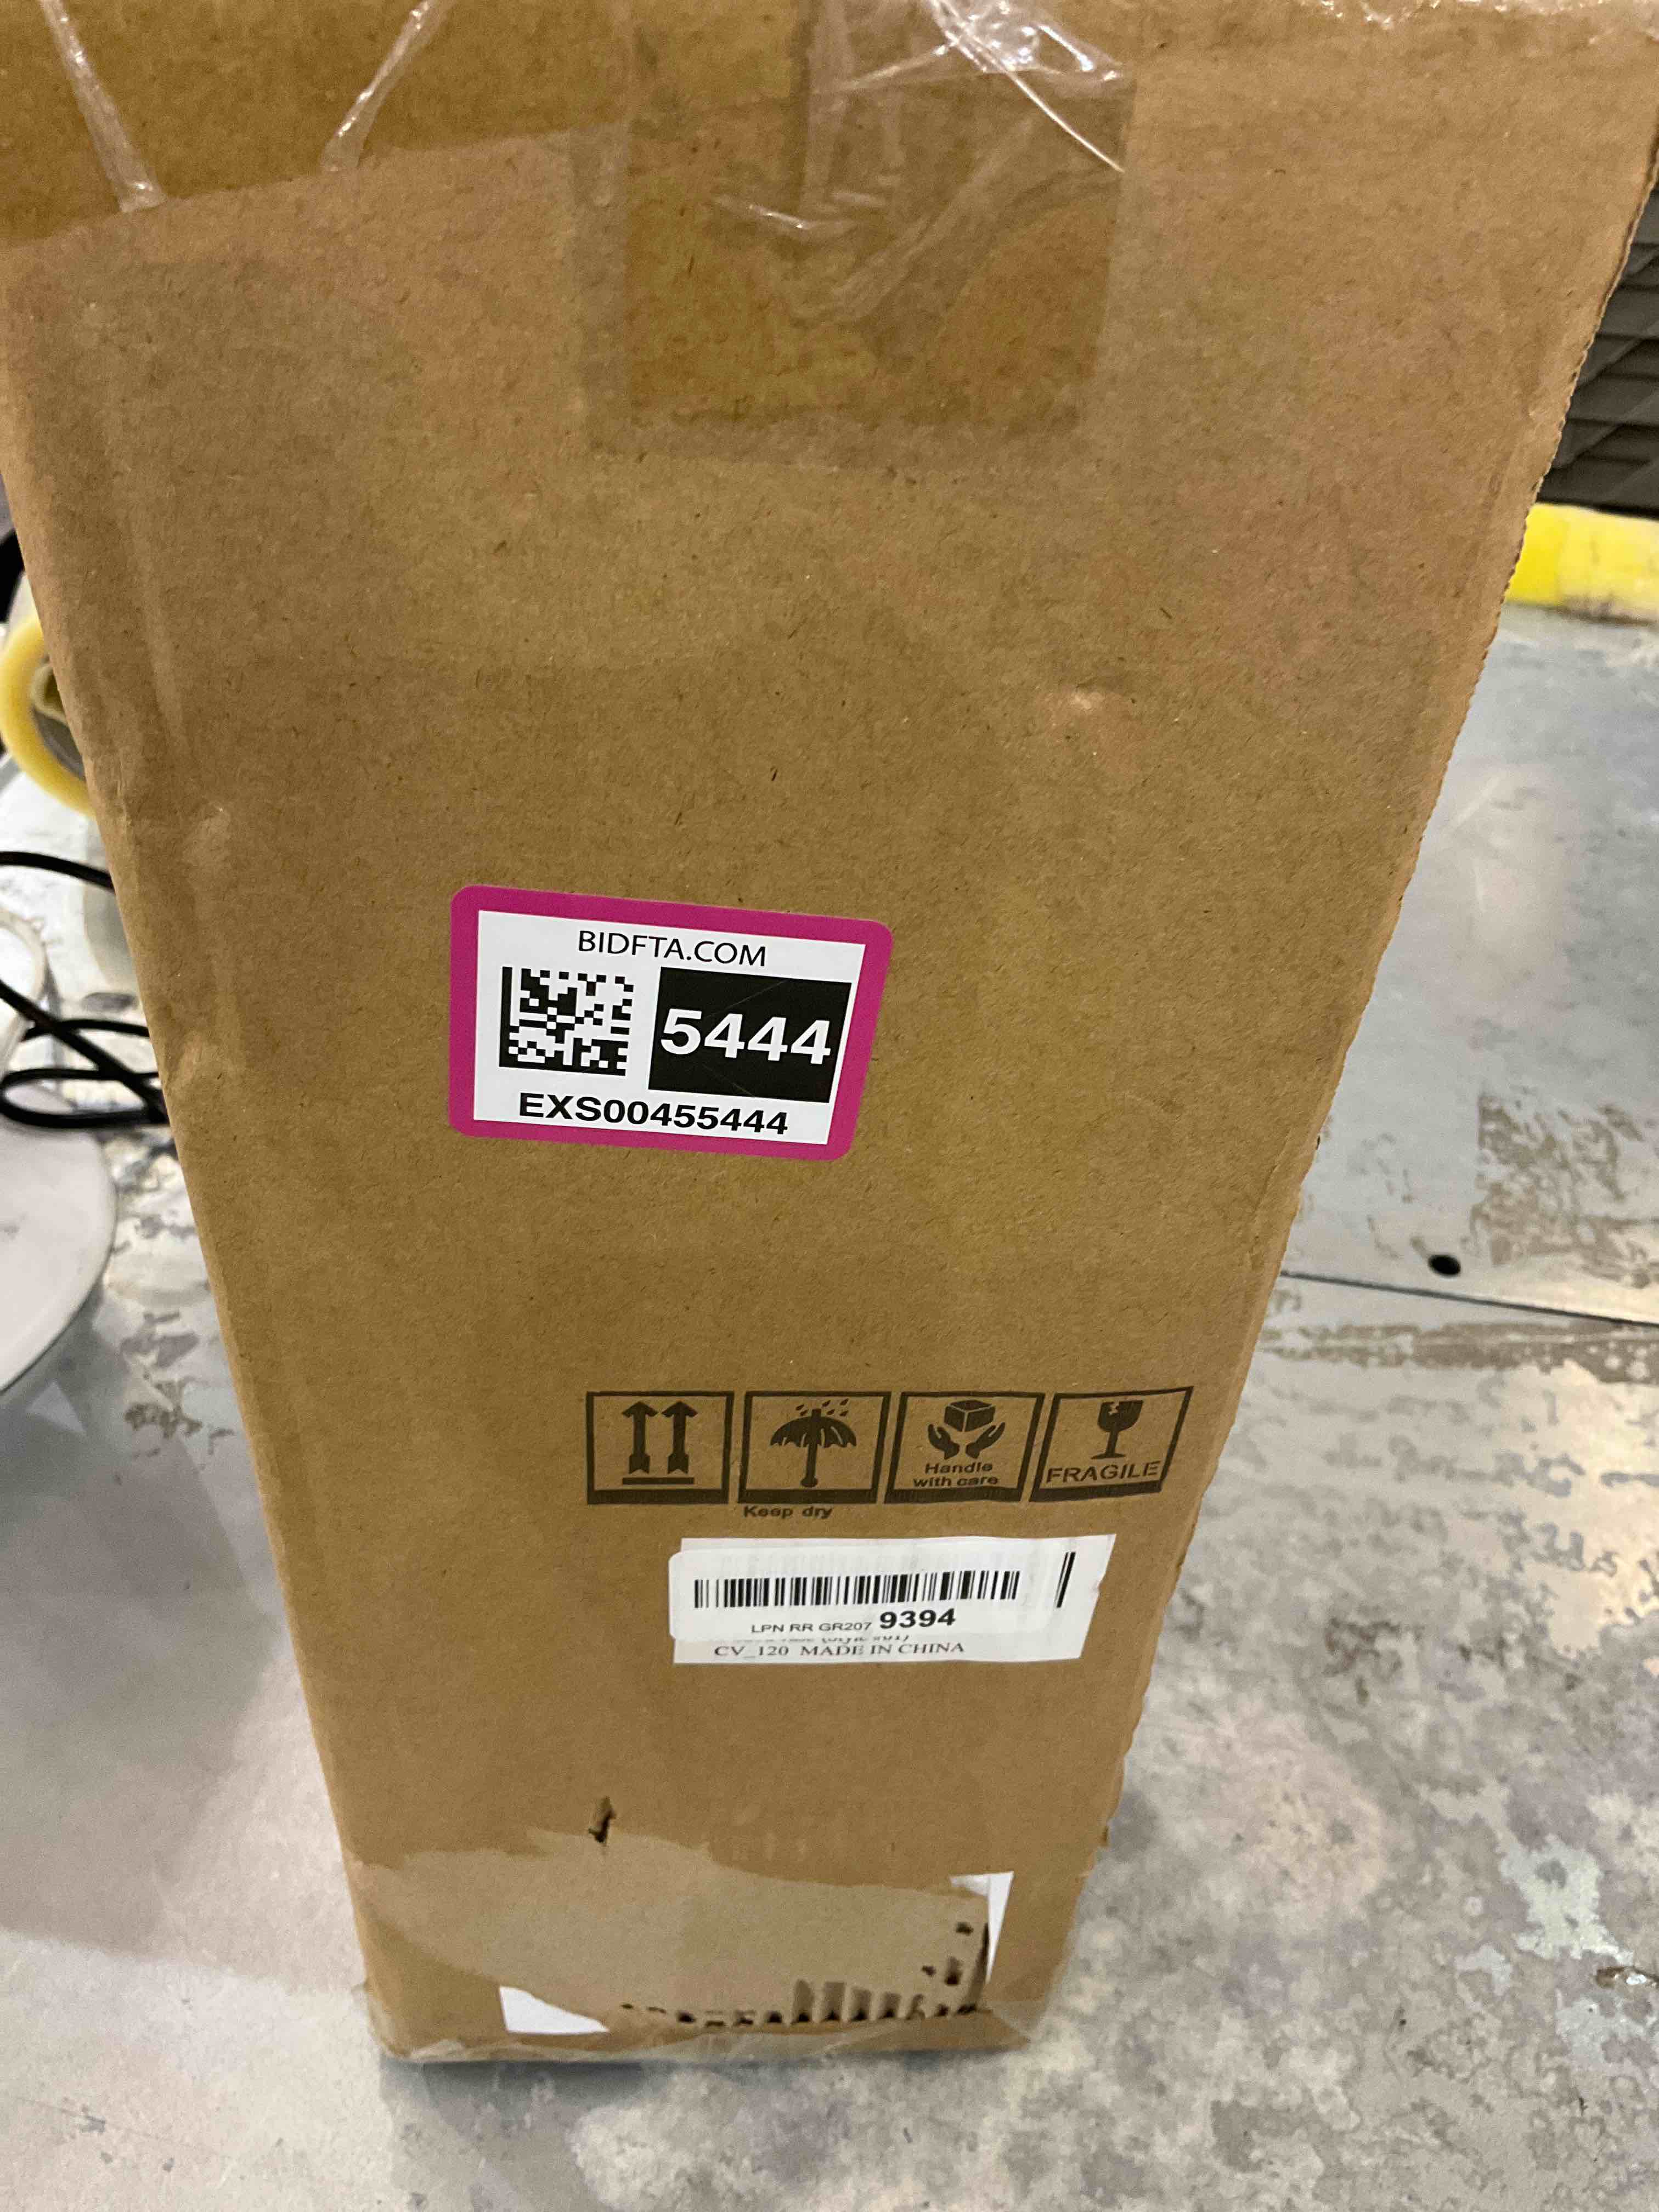 BIDFTA.COM
5444
EXS00455444
Handle
with care
FRAGILE
Keep dry
LPN RR GR207 9394
CV_120 MADE IN CHINA